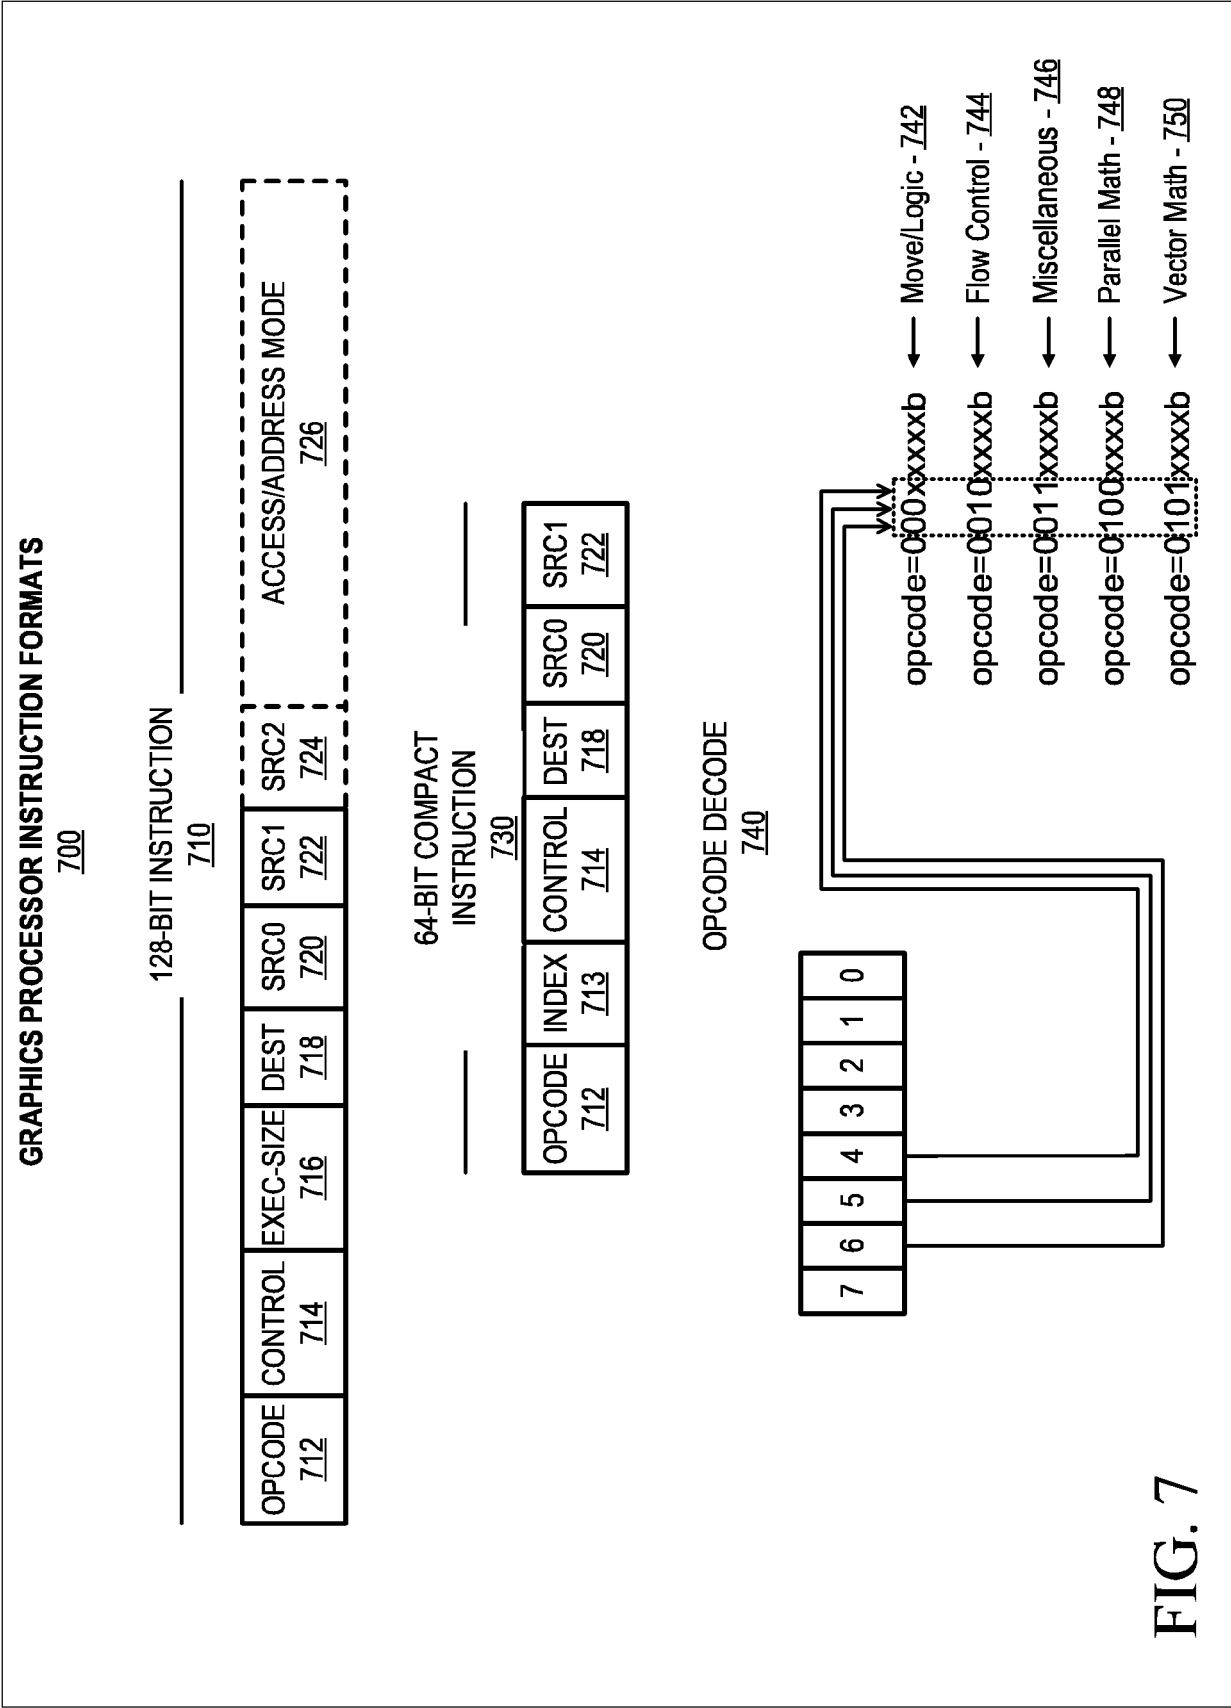 GRAPHICS PROCESSOR INSTRUCTION FORMATS
700
128-BIT INSTRUCTION
710
OPCODE CONTROL EXEC-SIZE DEST SRC0 SRC1 SRC2 ACCESS/ADDRESS MODE
712 714 716 718 720 722 724 726
64-BIT COMPACT
INSTRUCTION
730
OPCODE INDEX CONTROL DEST SRC0 SRC1
712 713 714 718 720 722
OPCODE DECODE
740
7 6 5 4 3 2 1 0
opcode=000xxxxxb Move/Logic - 742
opcode=0010xxxxb Flow Control - 744
opcode=0011xxxxb Miscellaneous - 746
opcode=0100xxxxb Parallel Math - 748
opcode=0101xxxxb Vector Math - 750
FIG. 7